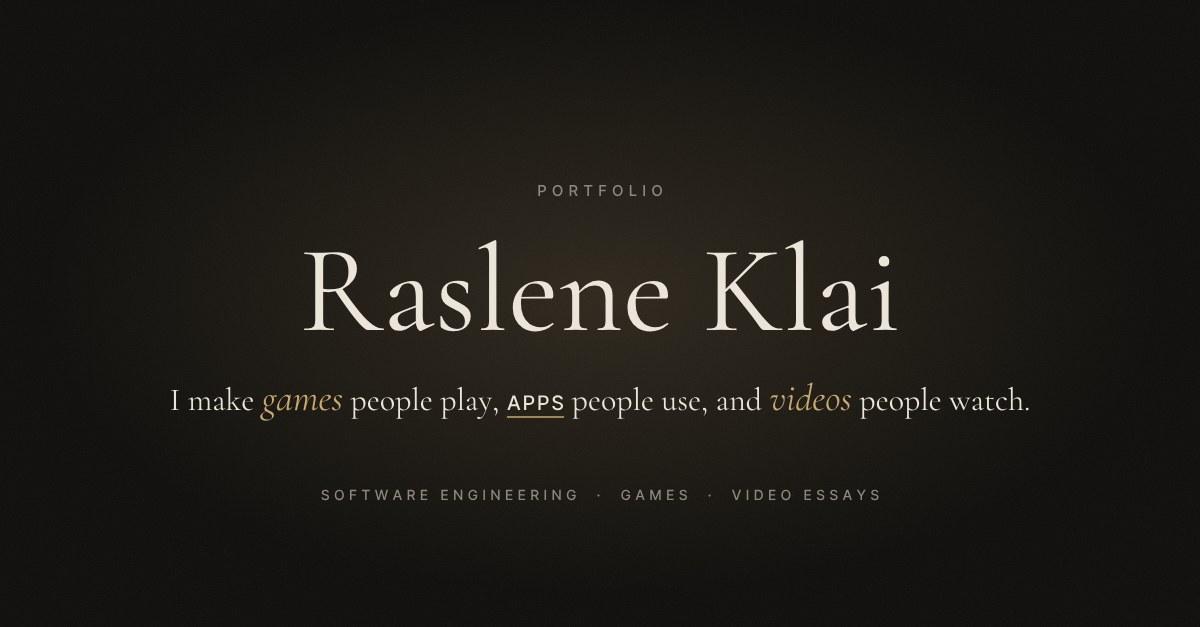 PORTFOLIO
Raslene Klai
I make games people play, APPS people use, and videos people watch.
SOFTWARE ENGINEERING · GAMES · VIDEO ESSAYS